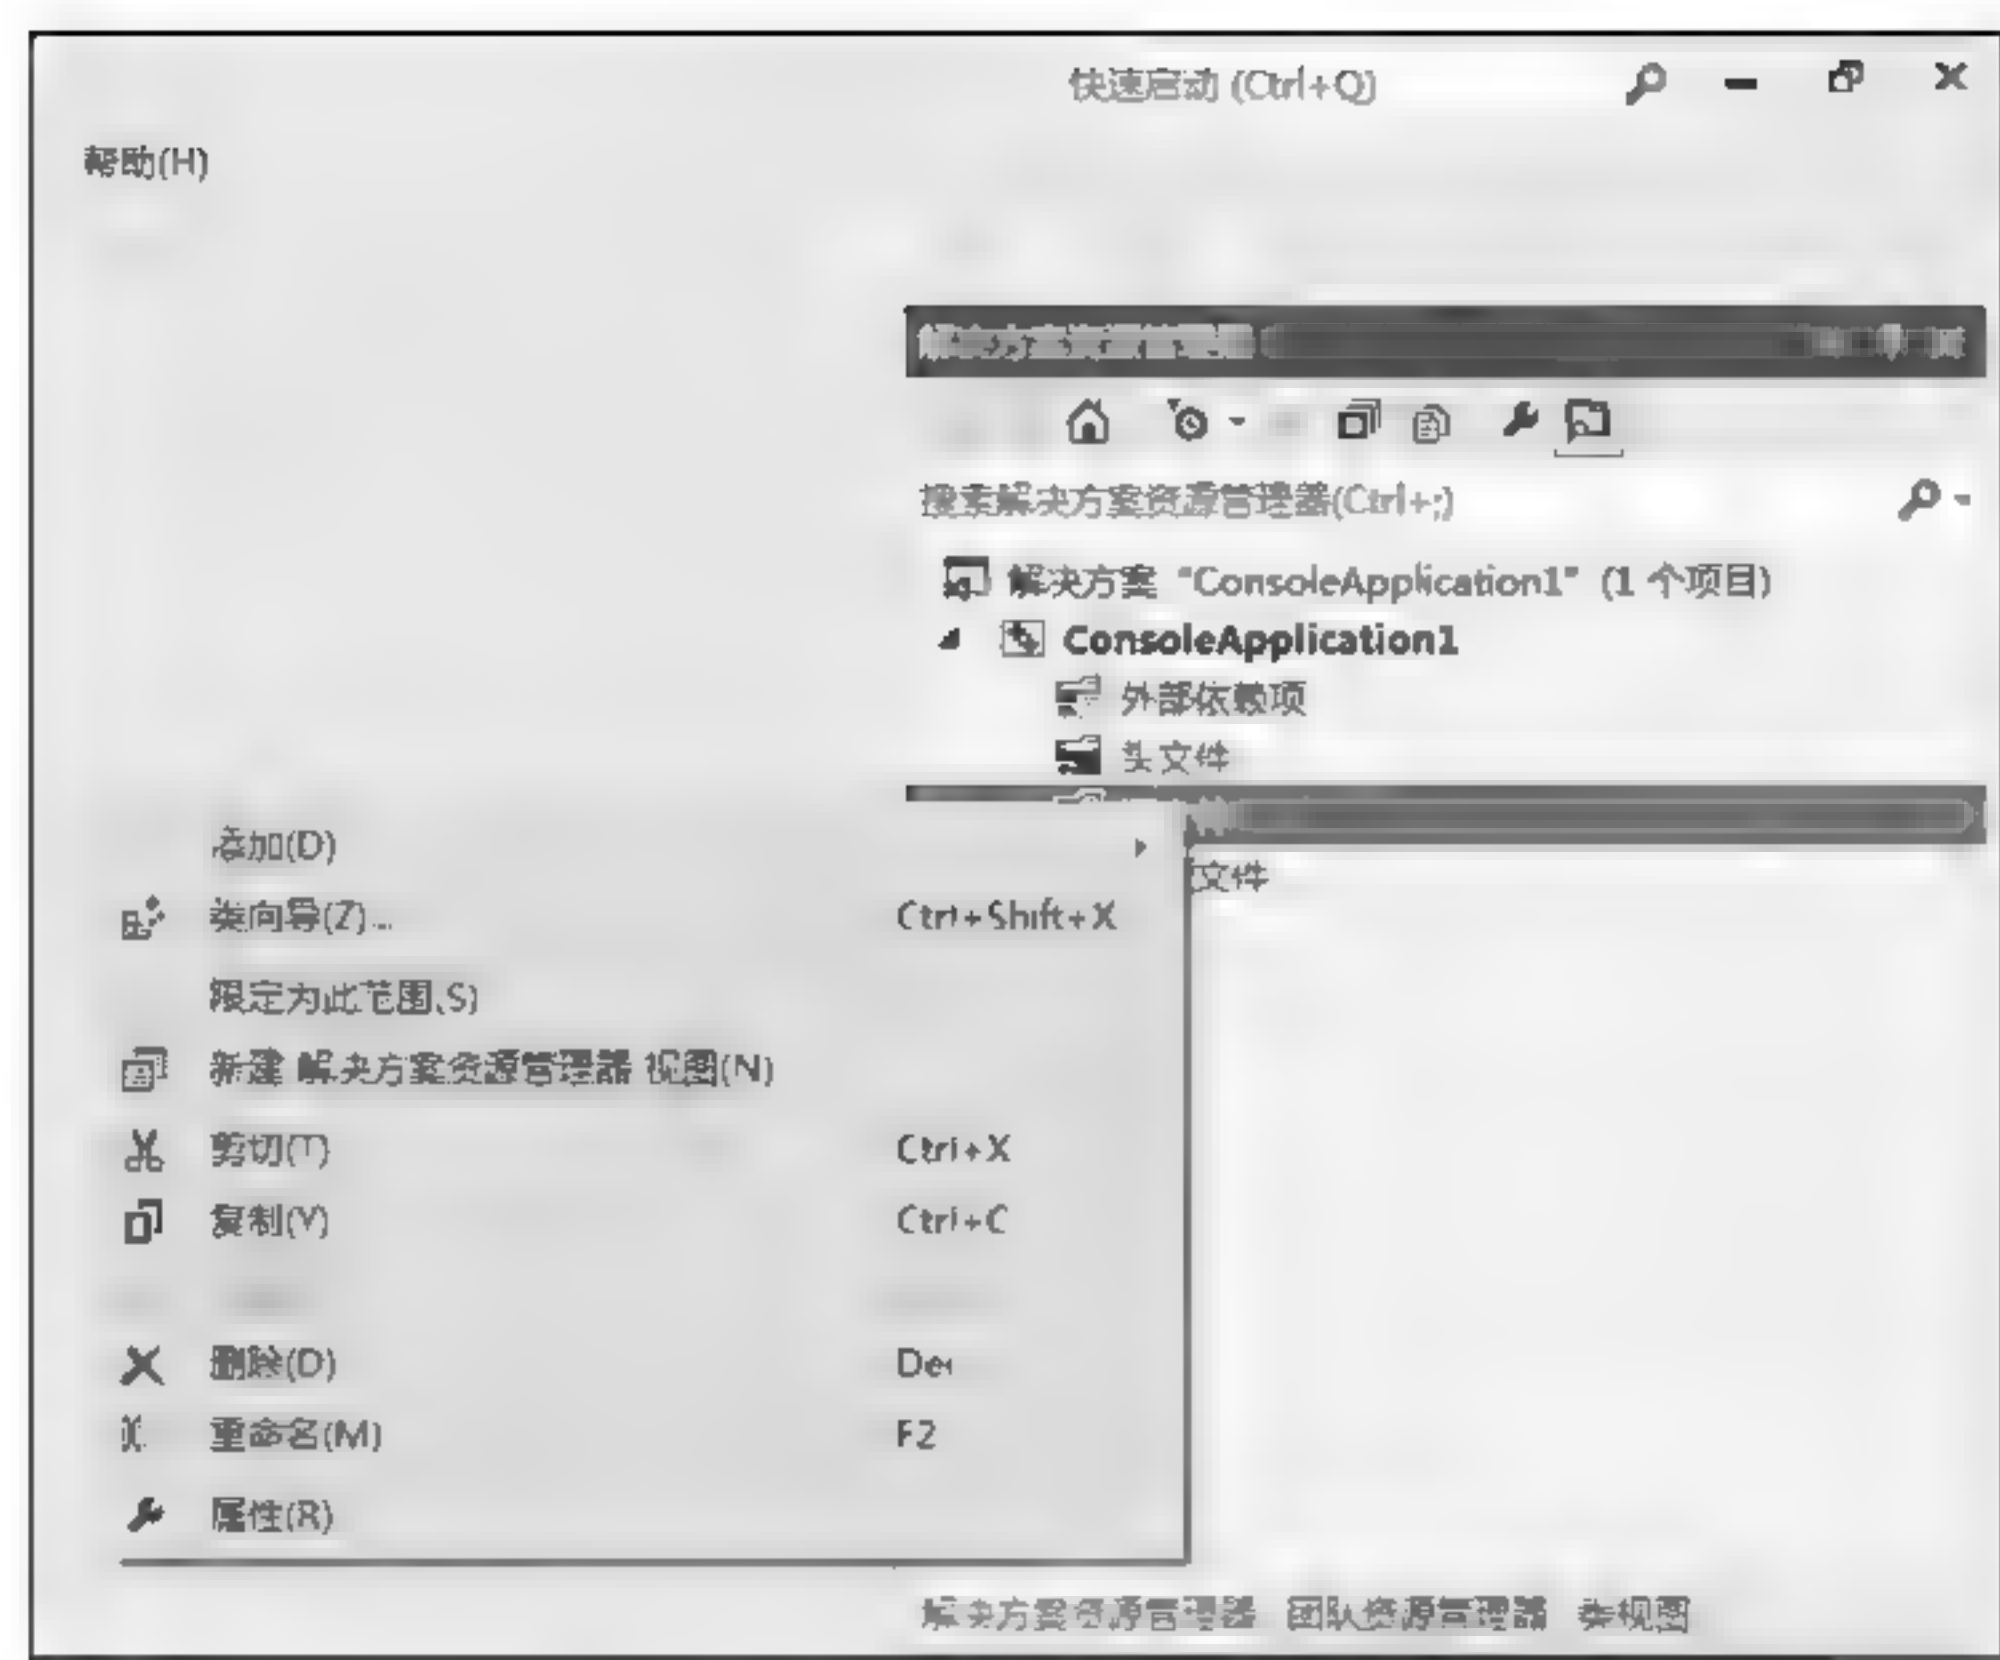 快速启动 (Ctrl+Q)
帮助(H)
搜索解决方案资源管理器(Ctrl+;)
解决方案 "ConsoleApplication1" (1 个项目)
ConsoleApplication1
外部依赖项
头文件
添加(D)
文件
类向导(Z)... Ctrl+Shift+X
限定为此范围(S)
新建 解决方案资源管理器 视图(N)
剪切(T) Ctrl+X
复制(Y) Ctrl+C
删除(D) Del
重命名(M) F2
属性(R)
解决方案资源管理器 团队资源管理器 类视图